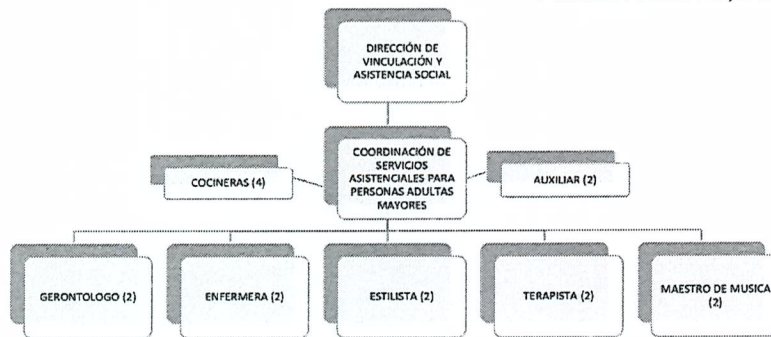 DIRECCIÓN DE
VINCULACIÓN Y
ASISTENCIA SOCIAL
COORDINACIÓN DE
SERVICIOS
ASISTENCIALES PARA
PERSONAS ADULTAS
MAYORES
COCINERAS (4)
AUXILIAR (2)
GERONTOLOGO (2)
ENFERMERA (2)
ESTILISTA (2)
TERAPISTA (2)
MAESTRO DE MUSICA
(2)